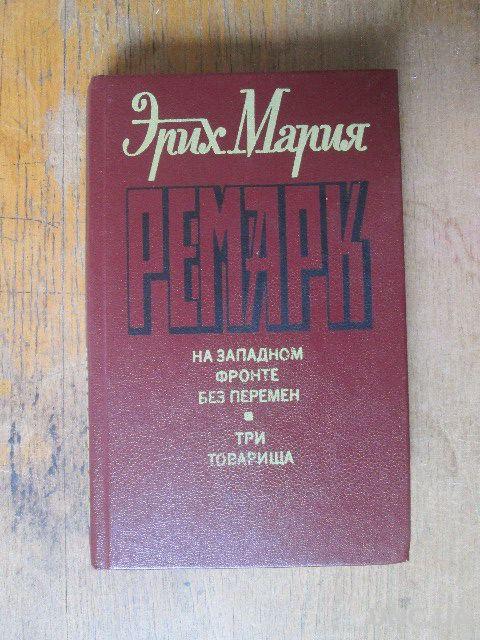 Эрих Мария
РЕМАРК
НА ЗАПАДНОМ
ФРОНТЕ
БЕЗ ПЕРЕМЕН
ТРИ
ТОВАРИЩА